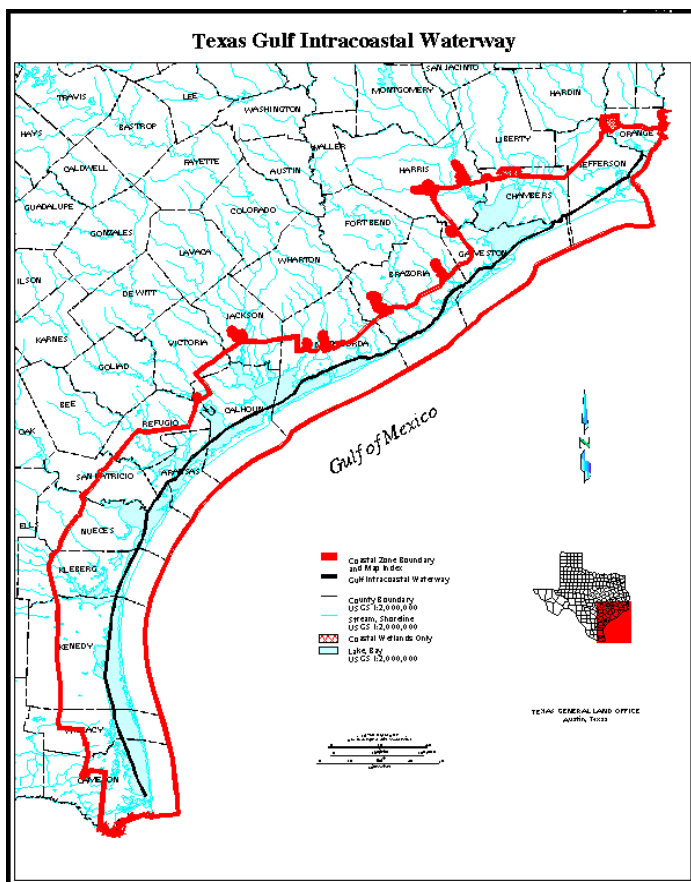 Texas Gulf Intracoastal Waterway
SAN JACINTO
HARDIN
TRAVIS
LEE
MONTGOMERY
WASHINGTON
BASTROP
HAYS
LIBERTY
ORANGE
WALLER
FAYETTE
CALDWELL
AUSTIN
HARRIS
JEFFERSON
CHAMBERS
GUADALUPE
COLORADO
FORT BEND
GONZALES
LAVACA
GALVESTON
WHARTON
BRAZORIA
ILSON
DE WITT
JACKSON
KARNES
VICTORIA
GOLIAD
BEE
CALHOUN
REFUGIO
OAK
Gulf of Mexico
ARANSAS
ELL
NUECES
N
KLEBERG
KENEDY
Coastal Zone Boundary
and Map Index
Gulf Intracoastal Waterway
County Boundary
USGS 1:2,000,000
Stream, Shoreline
USGS 1:2,000,000
Coastal Wetlands Only
Lake, Bay
USGS 1:2,000,000
TEXAS GENERAL LAND OFFICE
Austin, Texas